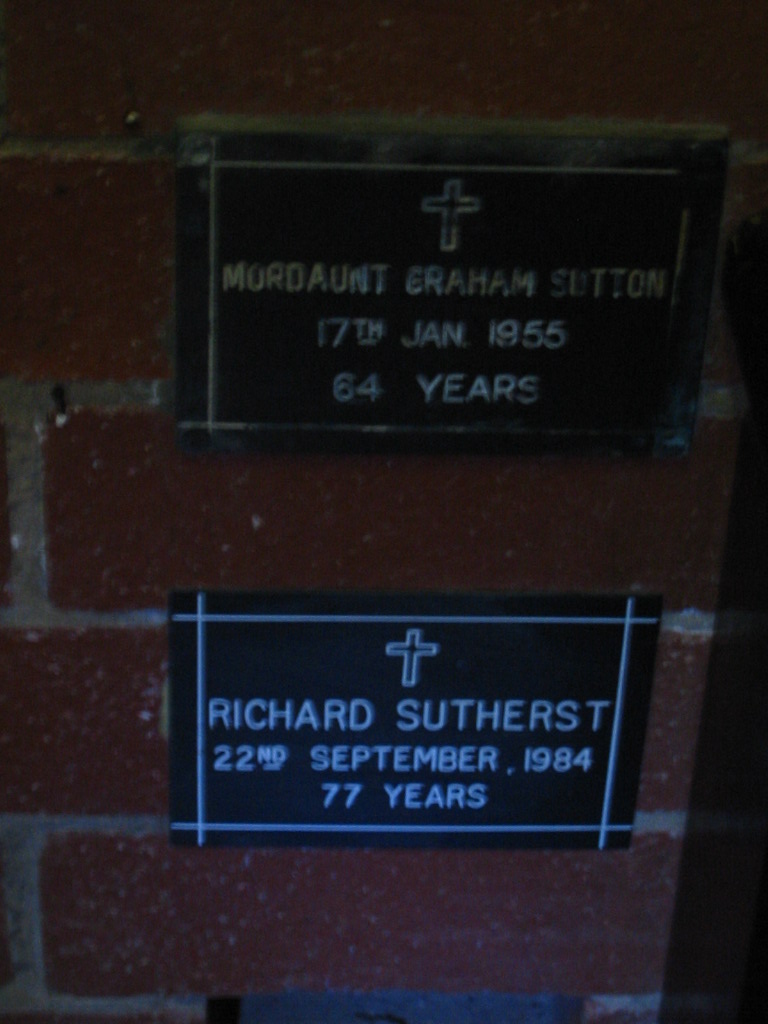 MORDAUNT GRAHAM SUTTON
17TH JAN. 1955
64 YEARS
RICHARD SUTHERST
22ND SEPTEMBER, 1984
77 YEARS